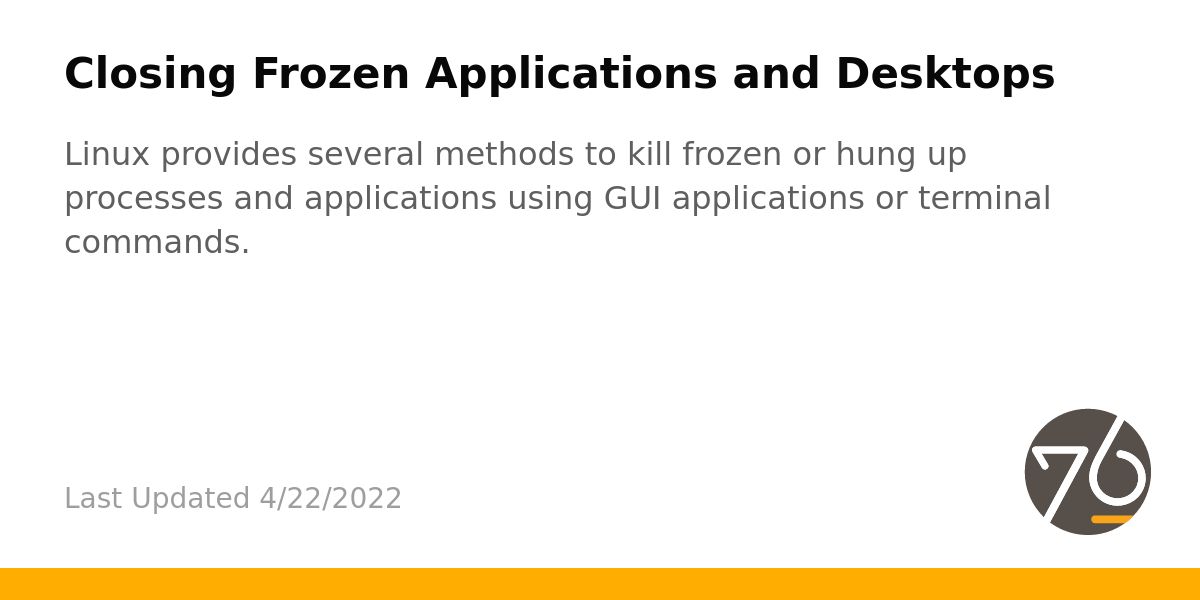 Closing Frozen Applications and Desktops
Linux provides several methods to kill frozen or hung up
processes and applications using GUI applications or terminal
commands.
Last Updated 4/22/2022
76